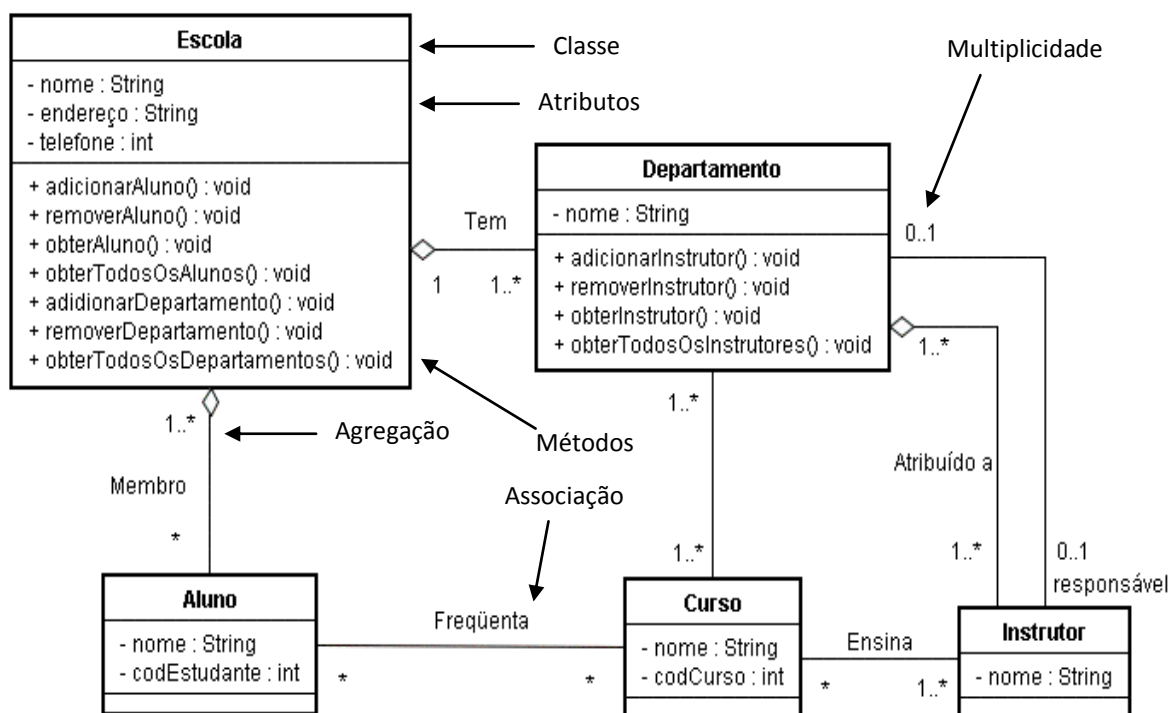 Escola
- nome : String
- endereço : String
- telefone : int
+ adicionarAluno() : void
+ removerAluno() : void
+ obterAluno() : void
+ obterTodosOsAlunos() : void
+ adidionarDepartamento() : void
+ removerDepartamento() : void
+ obterTodosOsDepartamentos() : void
Classe
Atributos
Multiplicidade
Departamento
- nome : String
+ adicionarInstrutor() : void
+ removerInstrutor() : void
+ obterInstrutor() : void
+ obterTodosOsInstrutores() : void
Tem
1
1..*
0..1
1..*
1..*
1..*
Agregação
Métodos
Associação
Membro
*
Atribuído a
1..*
1..*
0..1
responsável
Aluno
- nome : String
- codEstudante : int
Freqüenta
*
*
Curso
- nome : String
- codCurso : int
Ensina
*
1..*
Instrutor
- nome : String